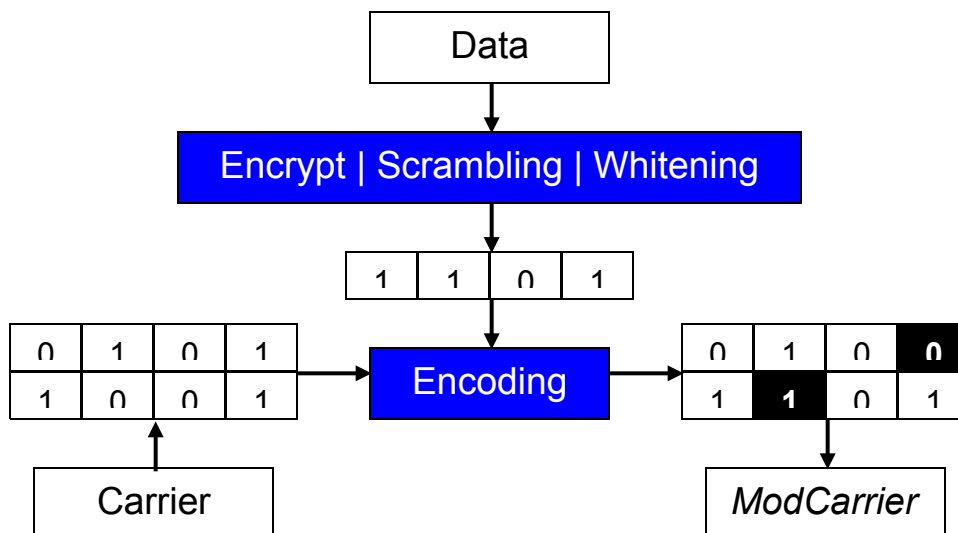 Data
Encrypt | Scrambling | Whitening
1 1 0 1
0 1 0 1
1 0 0 1
Encoding
0 1 0 0
1 1 0 1
Carrier
ModCarrier